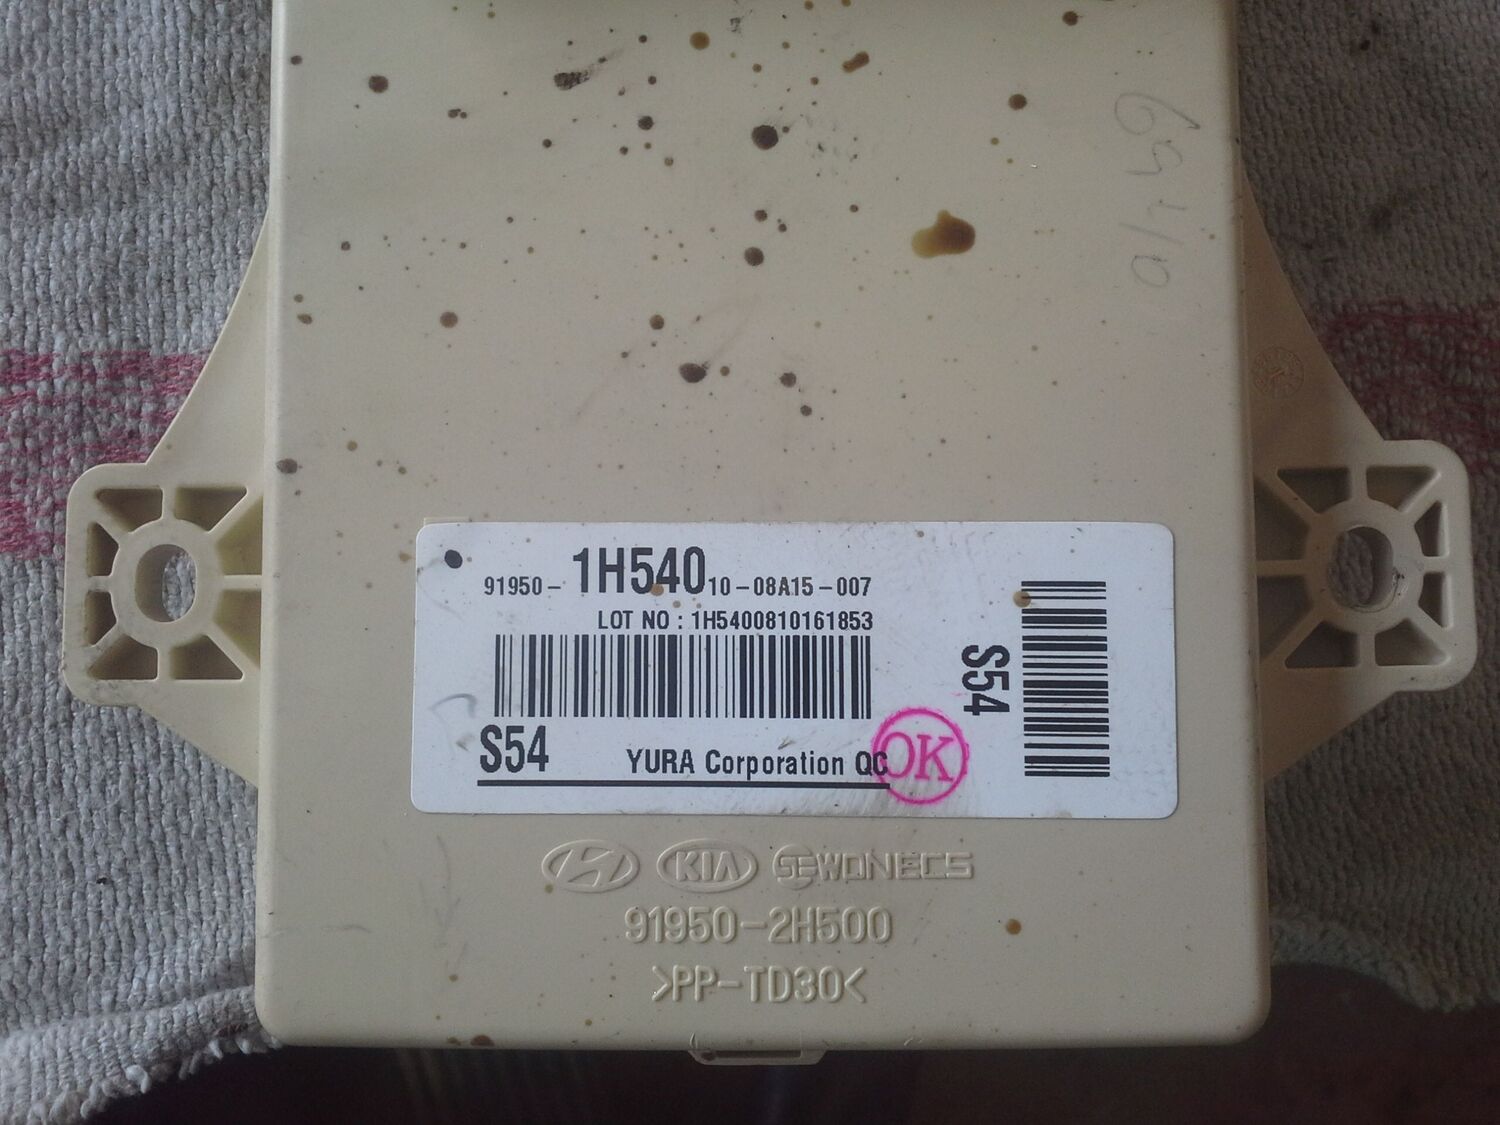 91950-1H540 10-08A15-007
LOT NO : 1H5400810161853
S54
S54
YURA Corporation QC
OK
KIA SEWONECS
91950-2H500
>PP-TD30<